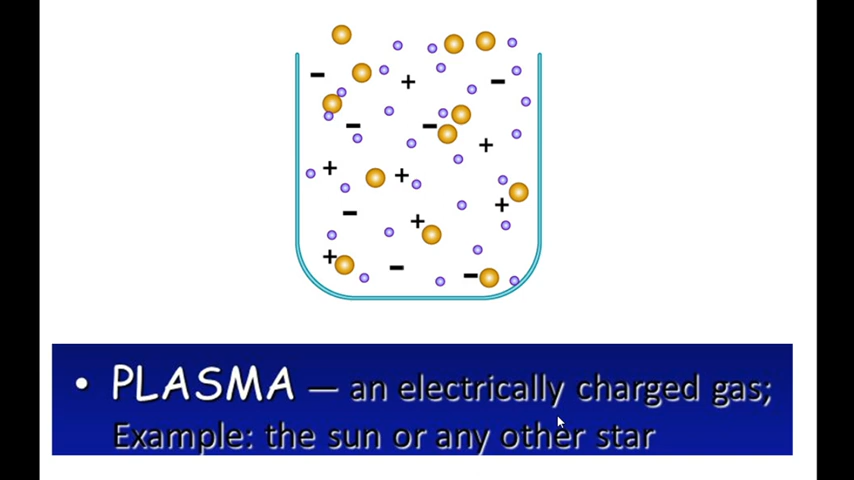 • PLASMA — an electrically charged gas;
Example: the sun or any other star